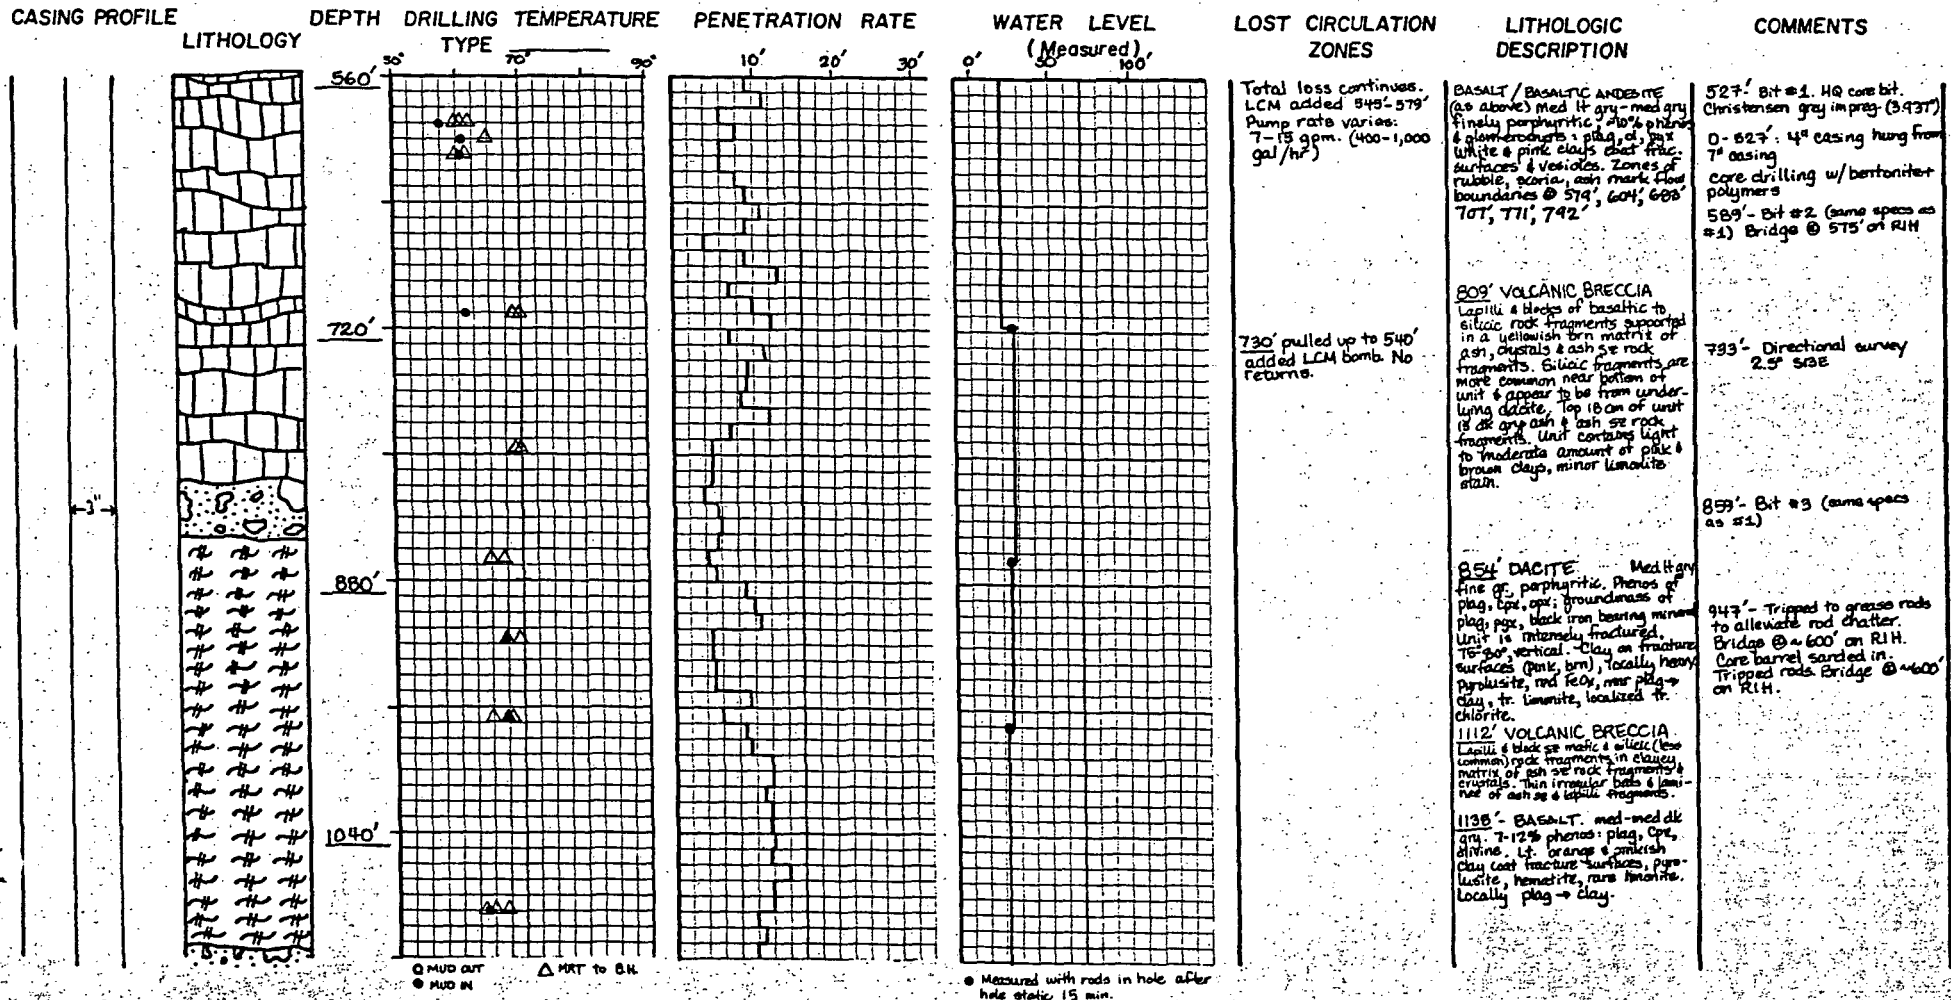 CASING PROFILE
LITHOLOGY
DEPTH
DRILLING TEMPERATURE
TYPE
PENETRATION RATE
WATER LEVEL
(Measured)
LOST CIRCULATION
ZONES
LITHOLOGIC
DESCRIPTION
COMMENTS
50° 70° 90°
10' 20' 30'
0' 50' 100'
560'
720'
880'
1040'
3"
MUD OUT
MUD IN
MRT to B.H.
Measured with rods in hole after
hole static 15 min.
Total loss continues.
LCM added 545'-579'
Pump rate varies:
7-15 gpm. (400-1,000
gal/hr)
730' pulled up to 540'
added LCM bomb. No
returns.
BASALT / BASALTIC ANDESITE
(as above) Med lt gry-med gry
finely porphyritic, ~10% phenos
& glomerocrysts: plag, ol, pyx
White & pink clays coat frac.
surfaces & vesicles. Zones of
rubble, scoria, ash mark flow
boundaries @ 579', 604', 683'
707', 771', 792'
809' VOLCANIC BRECCIA
Lapilli & blocks of basaltic to
silicic rock fragments supported
in a yellowish brn matrix of
ash, crystals & ash sz rock
fragments. Silicic fragments are
more common near bottom of
unit & appear to be from under-
lying dacite. Top 18cm of unit
is dk gry ash & ash sz rock
fragments. Unit contains light
to moderate amount of pink &
brown clays, minor limonite
stain.
854' DACITE Med lt gry
fine gr, porphyritic. Phenos of
plag, cpx, opx; groundmass of
plag, pyx, black iron bearing mineral
Unit is intensely fractured,
75-80°, vertical. Clay on fracture
surfaces (pink, brn), locally heavy
pyrolusite, red FeOx, mnr plag→
clay, tr. limonite, localized tr.
chlorite.
1112' VOLCANIC BRECCIA
Lapilli & block sz mafic & silicic (less
common) rock fragments in clayey
matrix of ash sz rock fragments &
crystals. Thin irregular beds & lami-
nae of ash sz & lapilli fragments.
1138'- BASALT. med-med dk
gry. 7-12% phenos: plag, cpx,
olivine. Lt. orange & pinkish
clay coat fracture surfaces, pyro-
lusite, hematite, rare limonite.
Locally plag → clay.
527'- Bit #1. HQ core bit.
Christensen grey impreg. (3.937")
0-527': 4" casing hung from
7" casing
core drilling w/ bentonite+
polymers
589'- Bit #2 (same specs as
#1) Bridge @ 575' on RIH
793'- Directional survey
2.5° S13E
859'- Bit #3 (same specs
as #1)
947'- Tripped to grease rods
to alleviate rod chatter.
Bridge @ ~600' on RIH.
Core barrel sanded in.
Tripped rods. Bridge @ ~600'
on RIH.